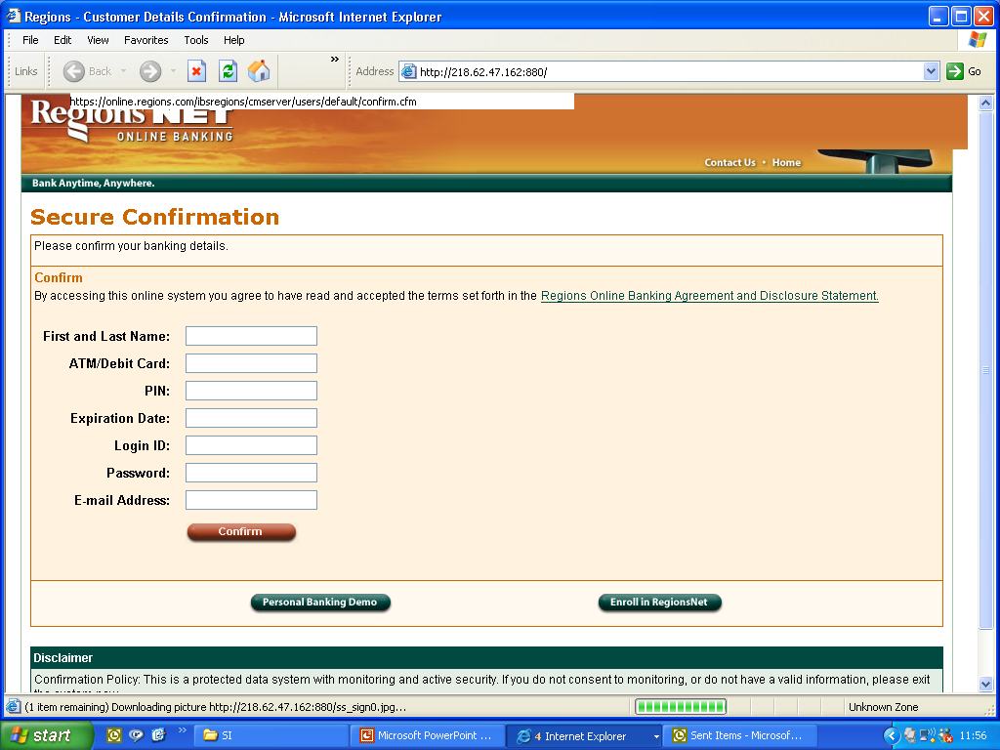 Regions - Customer Details Confirmation - Microsoft Internet Explorer
File Edit View Favorites Tools Help
Links Back » Address http://218.62.47.162:880/ Go
https://online.regions.com/ibsregions/cmserver/users/default/confirm.cfm
Regions NET
ONLINE BANKING
Contact Us • Home
Bank Anytime, Anywhere.
Secure Confirmation
Please confirm your banking details.
Confirm
By accessing this online system you agree to have read and accepted the terms set forth in the Regions Online Banking Agreement and Disclosure Statement.
First and Last Name:
ATM/Debit Card:
PIN:
Expiration Date:
Login ID:
Password:
E-mail Address:
Confirm
Personal Banking Demo Enroll in RegionsNet
Disclaimer
Confirmation Policy: This is a protected data system with monitoring and active security. If you do not consent to monitoring, or do not have a valid information, please exit
(1 item remaining) Downloading picture http://218.62.47.162:880/ss_sign0.jpg... Unknown Zone
start » SI Microsoft PowerPoint ... 4 Internet Explorer Sent Items - Microsof... 11:56